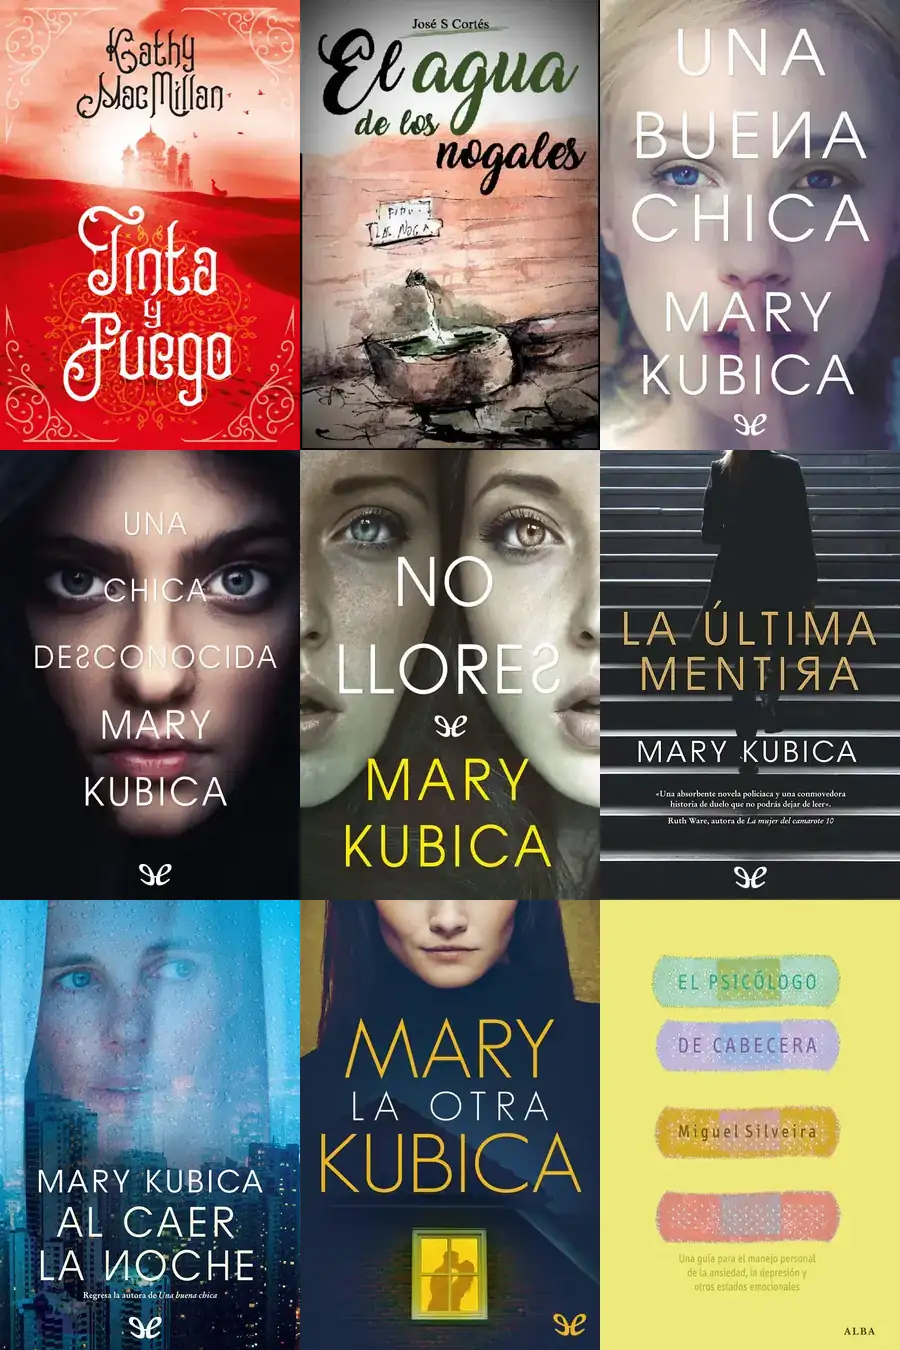 Kathy
MacMillan
Tinta
y
Fuego
José S Cortés
El agua
de los
nogales
UNA
BUENA
CHICA
MARY
KUBICA
UNA
CHICA
DESCONOCIDA
MARY
KUBICA
NO
LLORES
MARY
KUBICA
LA ÚLTIMA
MENTIRA
MARY KUBICA
«Una absorbente novela policiaca y una conmovedora
historia de duelo que no podrás dejar de leer».
Ruth Ware, autora de La mujer del camarote 10
MARY KUBICA
AL CAER
LA NOCHE
Regresa la autora de Una buena chica
MARY
LA OTRA
KUBICA
EL PSICÓLOGO
DE CABECERA
Miguel Silveira
Una guía para el manejo personal
de la ansiedad, la depresión y
otros estados emocionales
ALBA